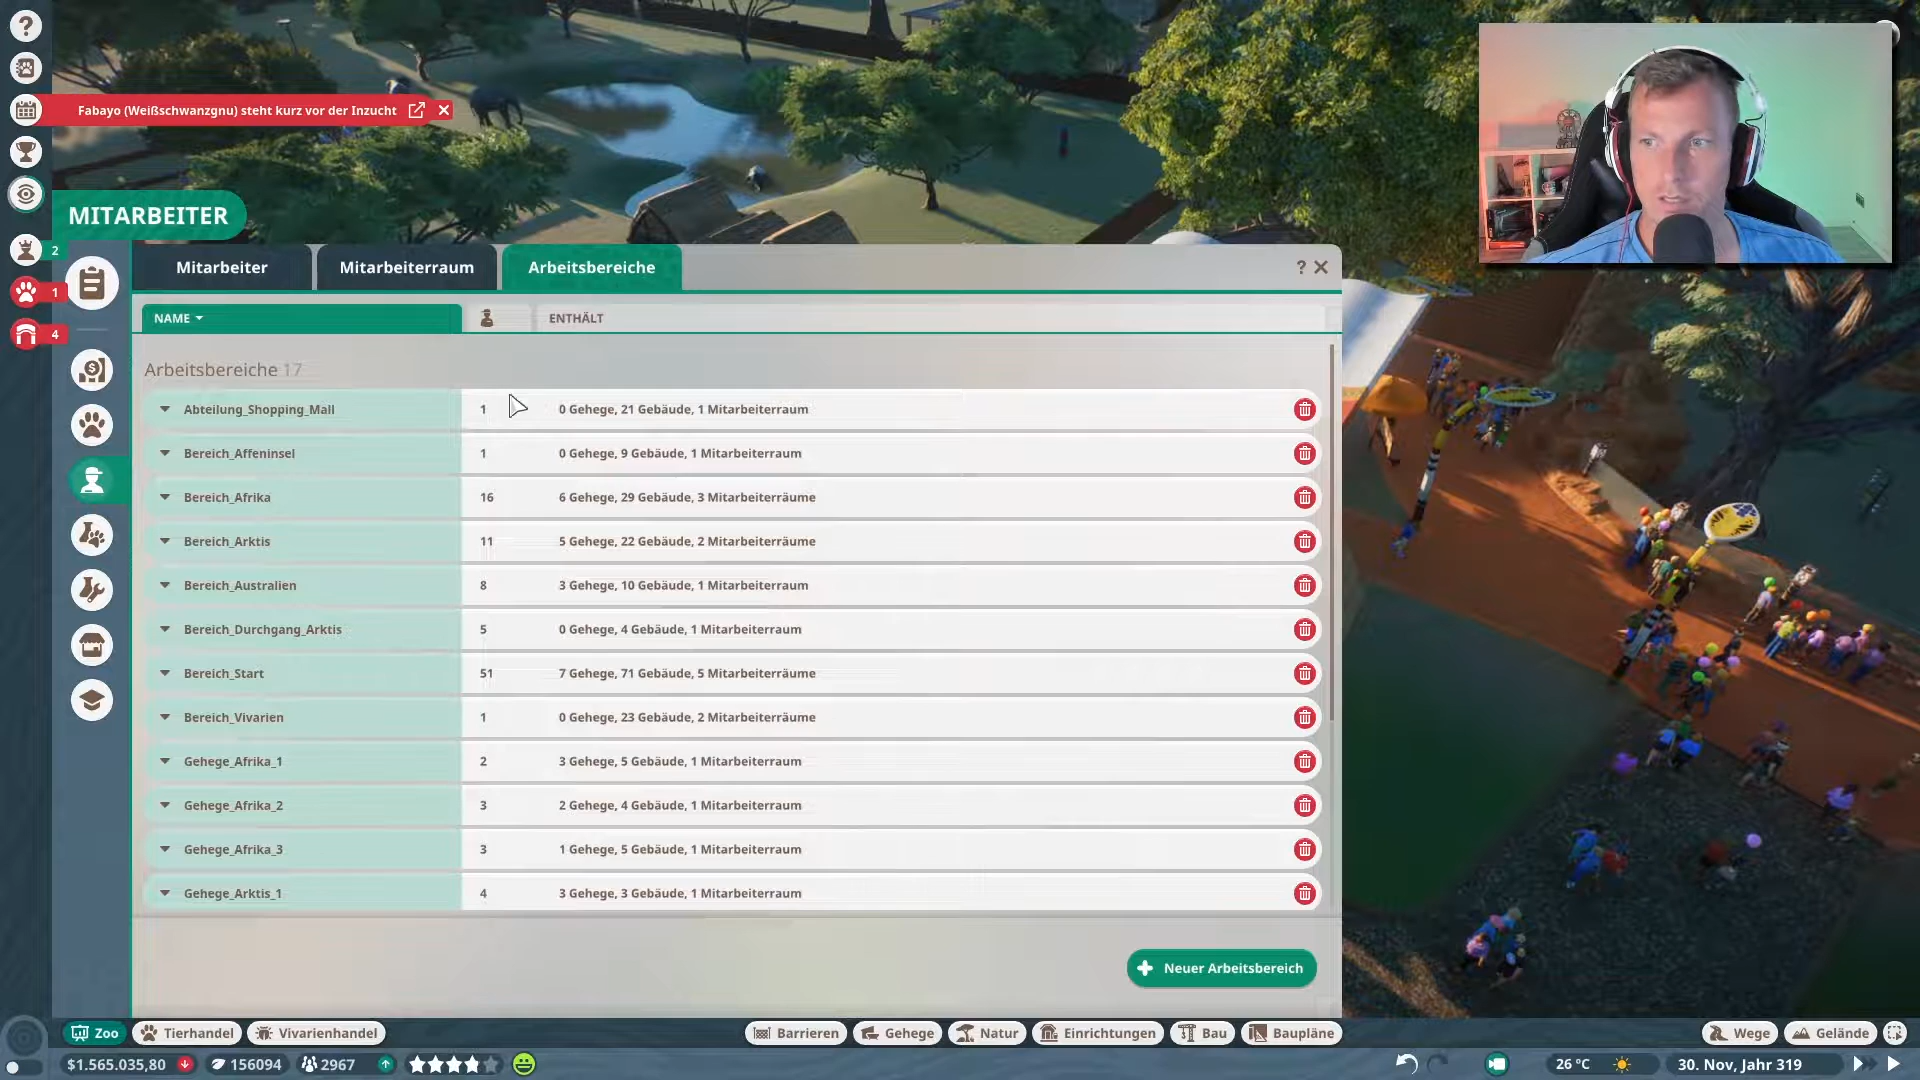 ?
Fabayo (Weißschwanzgnu) steht kurz vor der Inzucht
MITARBEITER
2
1
4
Mitarbeiter
Mitarbeiterraum
Arbeitsbereiche
?
NAME
ENTHÄLT
Arbeitsbereiche 17
Abteilung_Shopping_Mall 1 0 Gehege, 21 Gebäude, 1 Mitarbeiterraum
Bereich_Affeninsel 1 0 Gehege, 9 Gebäude, 1 Mitarbeiterraum
Bereich_Afrika 16 6 Gehege, 29 Gebäude, 3 Mitarbeiterräume
Bereich_Arktis 11 5 Gehege, 22 Gebäude, 2 Mitarbeiterräume
Bereich_Australien 8 3 Gehege, 10 Gebäude, 1 Mitarbeiterraum
Bereich_Durchgang_Arktis 5 0 Gehege, 4 Gebäude, 1 Mitarbeiterraum
Bereich_Start 51 7 Gehege, 71 Gebäude, 5 Mitarbeiterräume
Bereich_Vivarien 1 0 Gehege, 23 Gebäude, 2 Mitarbeiterräume
Gehege_Afrika_1 2 3 Gehege, 5 Gebäude, 1 Mitarbeiterraum
Gehege_Afrika_2 3 2 Gehege, 4 Gebäude, 1 Mitarbeiterraum
Gehege_Afrika_3 3 1 Gehege, 5 Gebäude, 1 Mitarbeiterraum
Gehege_Arktis_1 4 3 Gehege, 3 Gebäude, 1 Mitarbeiterraum
Neuer Arbeitsbereich
Zoo Tierhandel Vivarienhandel Barrieren Gehege Natur Einrichtungen Bau Baupläne Wege Gelände
$1.565.035,80 156094 2967 26 °C 30. Nov, Jahr 319